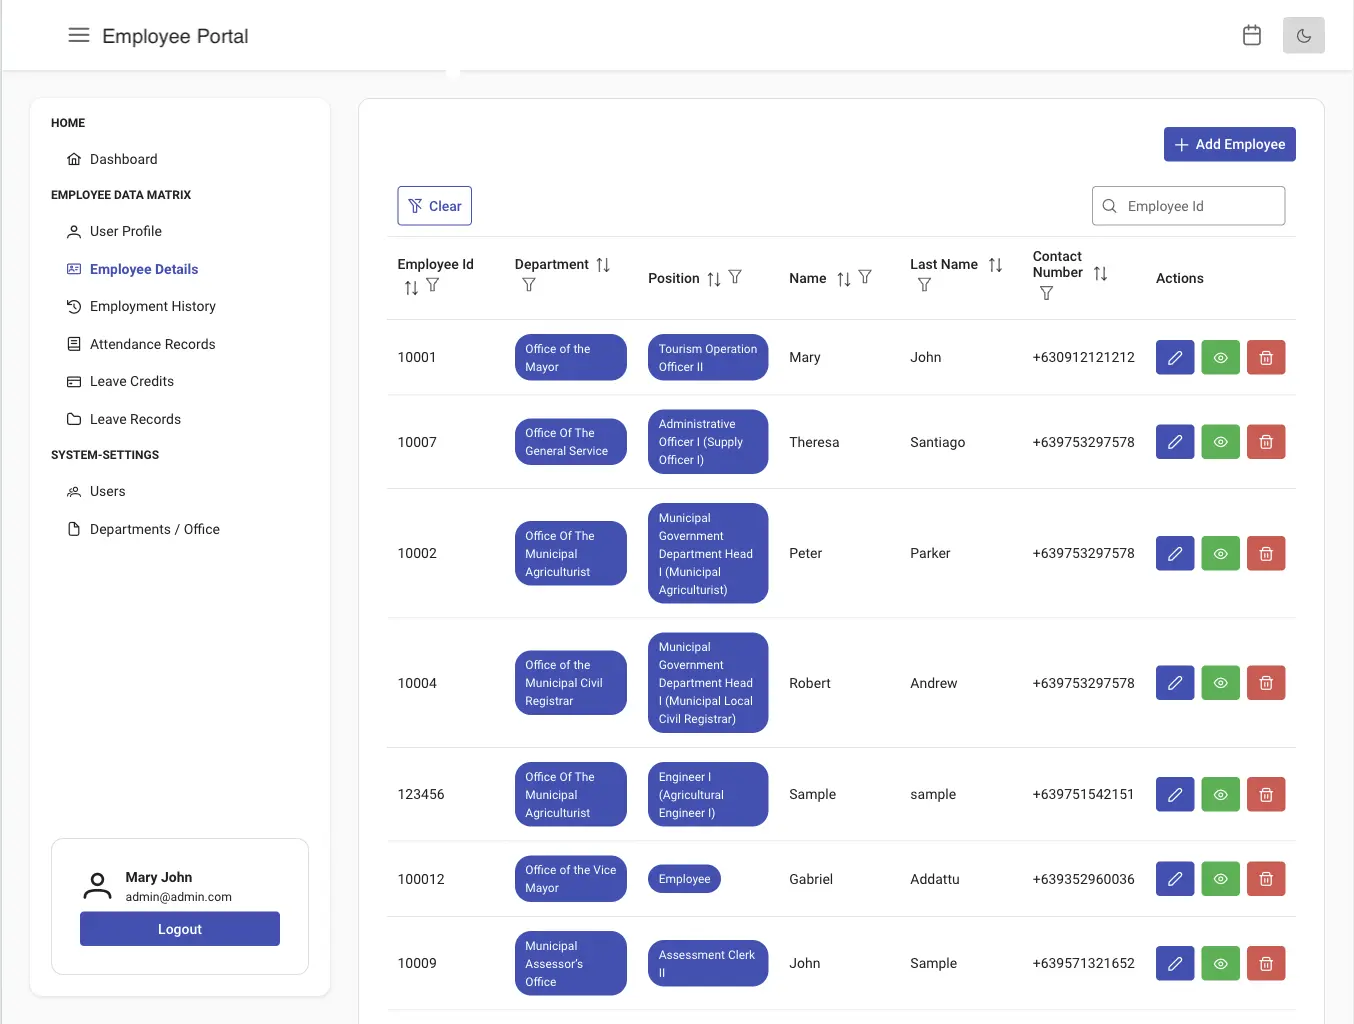 Employee Portal
HOME
Dashboard
EMPLOYEE DATA MATRIX
User Profile
Employee Details
Employment History
Attendance Records
Leave Credits
Leave Records
SYSTEM-SETTINGS
Users
Departments / Office
Mary John
admin@admin.com
Logout
Add Employee
Clear
Employee Id
Employee Id
Department
Position
Name
Last Name
Contact
Number
Actions
10001
Office of the
Mayor
Tourism Operation
Officer II
Mary
John
+630912121212
10007
Office Of The
General Service
Administrative
Officer I (Supply
Officer I)
Theresa
Santiago
+639753297578
10002
Office Of The
Municipal
Agriculturist
Municipal
Government
Department Head
I (Municipal
Agriculturist)
Peter
Parker
+639753297578
10004
Office of the
Municipal Civil
Registrar
Municipal
Government
Department Head
I (Municipal Local
Civil Registrar)
Robert
Andrew
+639753297578
123456
Office Of The
Municipal
Agriculturist
Engineer I
(Agricultural
Engineer I)
Sample
sample
+639751542151
100012
Office of the Vice
Mayor
Employee
Gabriel
Addattu
+639352960036
10009
Municipal
Assessor's
Office
Assessment Clerk
II
John
Sample
+639571321652